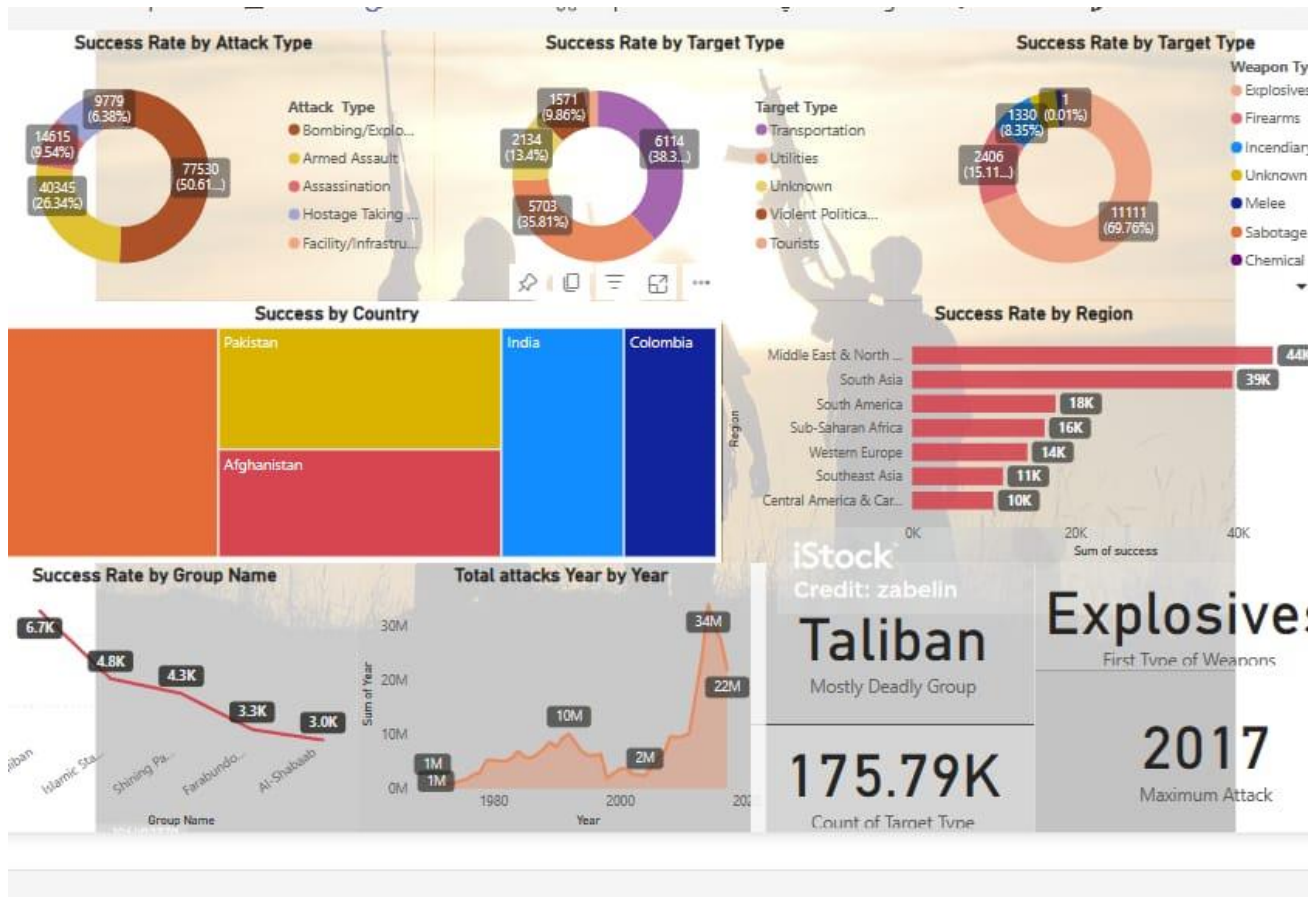 Success Rate by Attack Type
9779
(6.38%)
14615
(9.54%)
40345
(26.34%)
77530
(50.61...)
Attack Type
Bombing/Explo...
Armed Assault
Assassination
Hostage Taking ...
Facility/Infrastru...
Success Rate by Target Type
1571
(9.86%)
2134
(13.4%)
5703
(35.81%)
6114
(38.3...)
Target Type
Transportation
Utilities
Unknown
Violent Politica...
Tourists
Success Rate by Target Type
1
(0.01%)
1330
(8.35%)
2406
(15.11...)
11111
(69.76%)
Weapon Ty
Explosives
Firearms
Incendiary
Unknown
Melee
Sabotage
Chemical
Success by Country
Pakistan
Afghanistan
India
Colombia
Success Rate by Region
Region
Middle East & North ...
44K
South Asia
39K
South America
18K
Sub-Saharan Africa
16K
Western Europe
14K
Southeast Asia
11K
Central America & Car...
10K
0K
20K
40K
Sum of success
Success Rate by Group Name
6.7K
4.8K
4.3K
3.3K
3.0K
iban
Islamic Sta...
Shining Pa...
Farabundo...
Al-Shabaab
Group Name
Total attacks Year by Year
Sum of Year
30M
20M
10M
0M
1M
1M
10M
2M
34M
22M
1980
2000
202
Year
iStock
Credit: zabelin
Taliban
Mostly Deadly Group
Explosives
First Type of Weapons
175.79K
Count of Target Type
2017
Maximum Attack